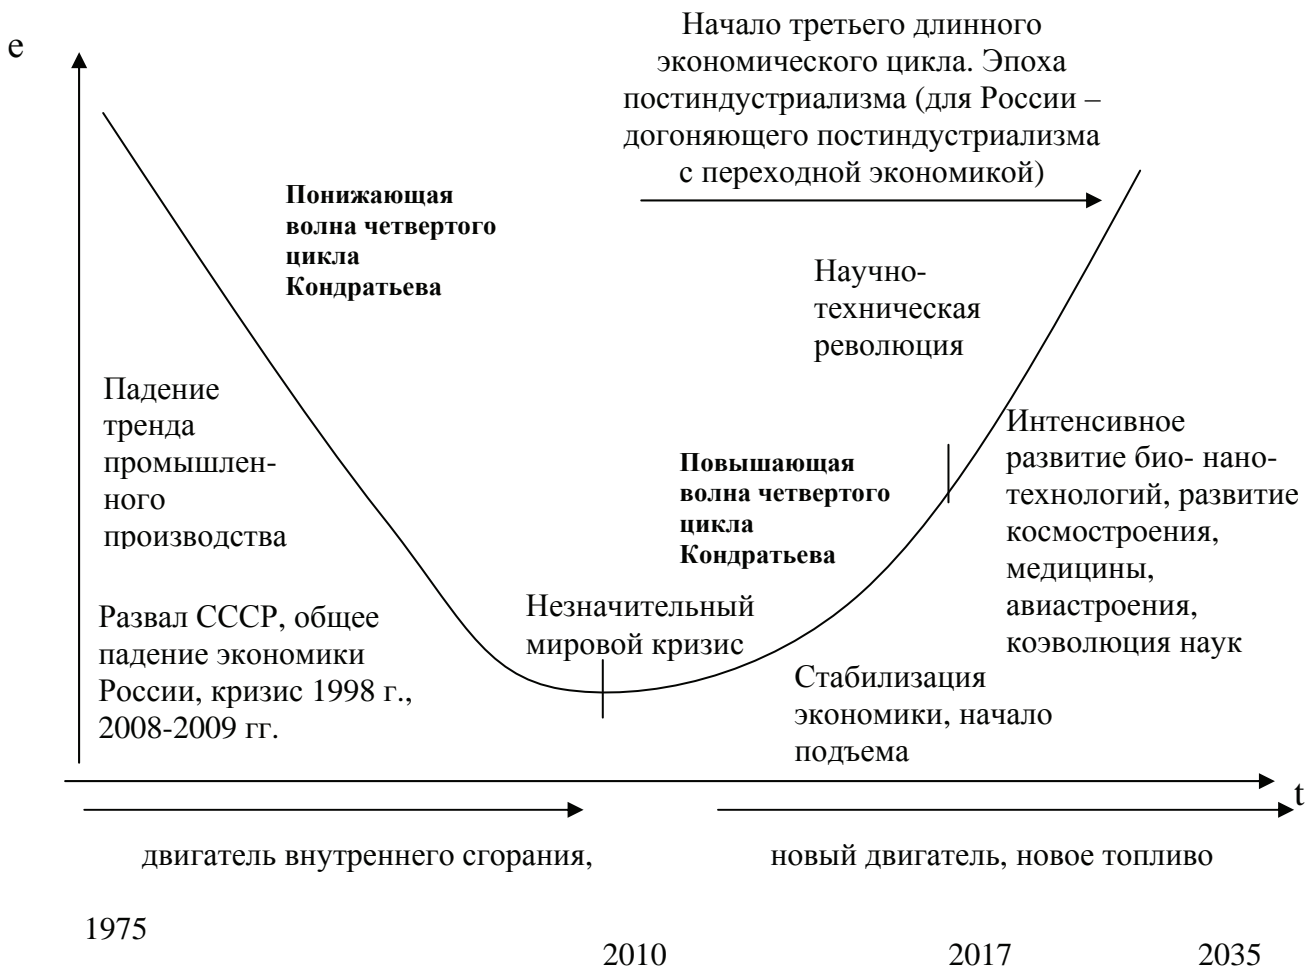 e
Начало третьего длинного
экономического цикла. Эпоха
постиндустриализма (для России –
догоняющего постиндустриализма
с переходной экономикой)
Понижающая
волна четвертого
цикла
Кондратьева
Научно-
техническая
революция
Падение
тренда
промышлен-
ного
производства
Интенсивное
развитие био- нано-
технологий, развитие
космостроения,
медицины,
авиастроения,
коэволюция наук
Повышающая
волна четвертого
цикла
Кондратьева
Незначительный
мировой кризис
Развал СССР, общее
падение экономики
России, кризис 1998 г.,
2008-2009 гг.
Стабилизация
экономики, начало
подъема
t
двигатель внутреннего сгорания,
новый двигатель, новое топливо
1975
2010
2017
2035